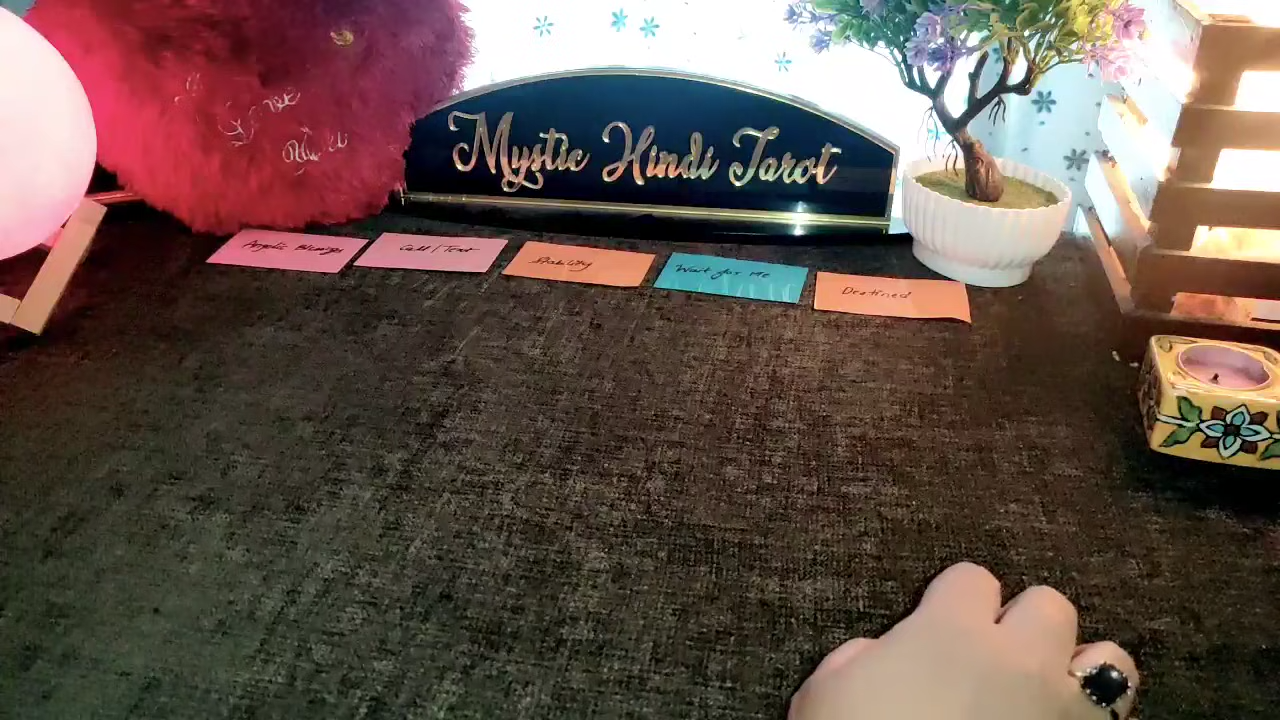 Mystic Hindi Tarot
Angelic Blessings
Call/Text
Stability
Wait for Me
Destined